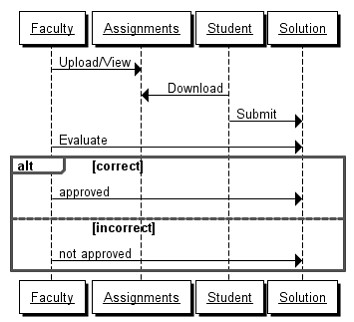 Faculty Assignments Student Solution
Upload/View
Download
Submit
Evaluate
alt [correct]
approved
[incorrect]
not approved
Faculty Assignments Student Solution